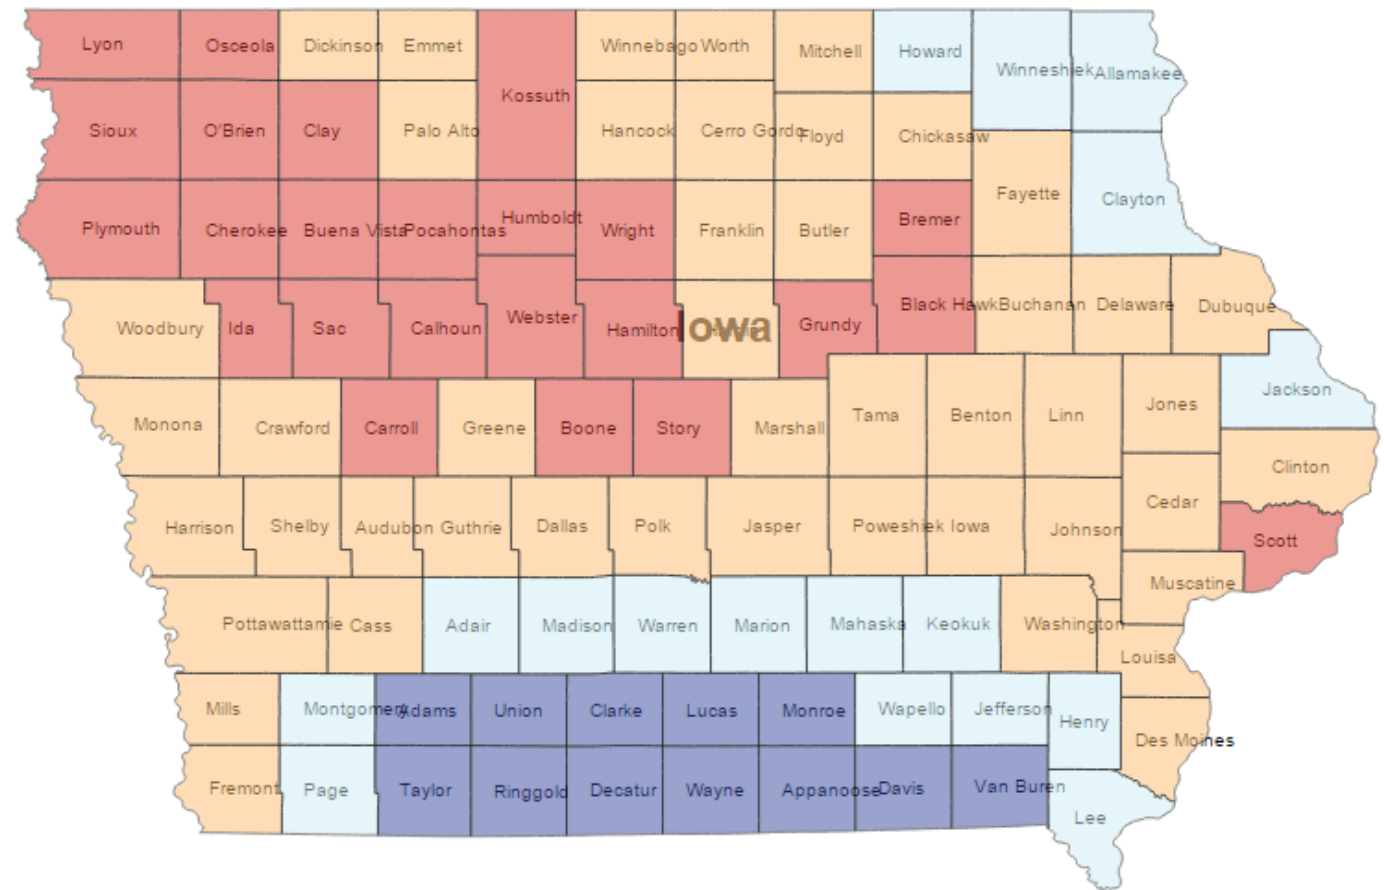 Lyon
Osceola
Dickinson
Emmet
Kossuth
Winnebago
Worth
Mitchell
Howard
Winneshiek
Allamakee
Sioux
O'Brien
Clay
Palo Alto
Hancock
Cerro Gordo
Floyd
Chickasaw
Fayette
Clayton
Plymouth
Cherokee
Buena Vista
Pocahontas
Humboldt
Wright
Franklin
Butler
Bremer
Woodbury
Ida
Sac
Calhoun
Webster
Hamilton
Iowa
Grundy
Black Hawk
Buchanan
Delaware
Dubuque
Monona
Crawford
Carroll
Greene
Boone
Story
Marshall
Tama
Benton
Linn
Jones
Jackson
Clinton
Harrison
Shelby
Audubon
Guthrie
Dallas
Polk
Jasper
Poweshiek
Iowa
Johnson
Cedar
Scott
Muscatine
Pottawattamie
Cass
Adair
Madison
Warren
Marion
Mahaska
Keokuk
Washington
Louisa
Mills
Montgomery
Adams
Union
Clarke
Lucas
Monroe
Wapello
Jefferson
Henry
Des Moines
Fremont
Page
Taylor
Ringgold
Decatur
Wayne
Appanoose
Davis
Van Buren
Lee